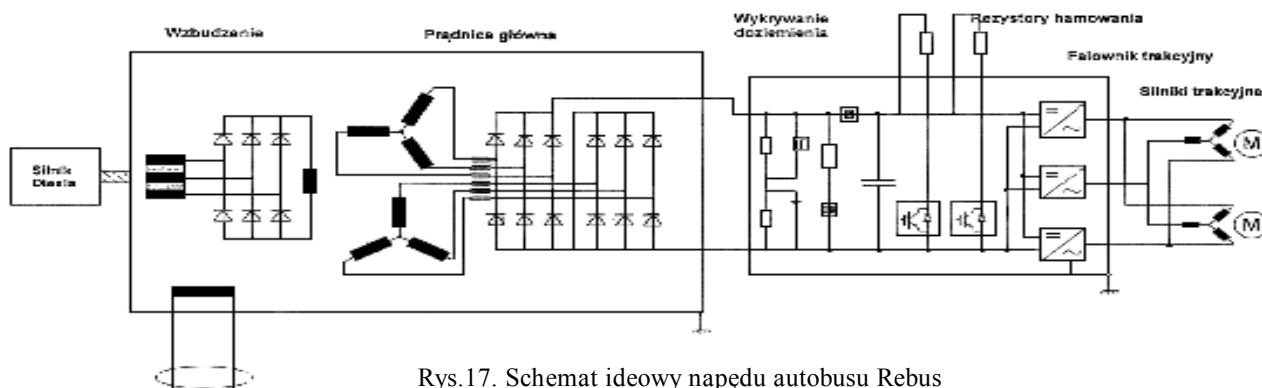 Wzbudzenie
Prądnica główna
Wykrywanie
doziemienia
Rezystory hamowania
Falownik trakcyjny
Silniki trakcyjne
Silnik
Diesla
M
M
Rys.17. Schemat ideowy napędu autobusu Rebus